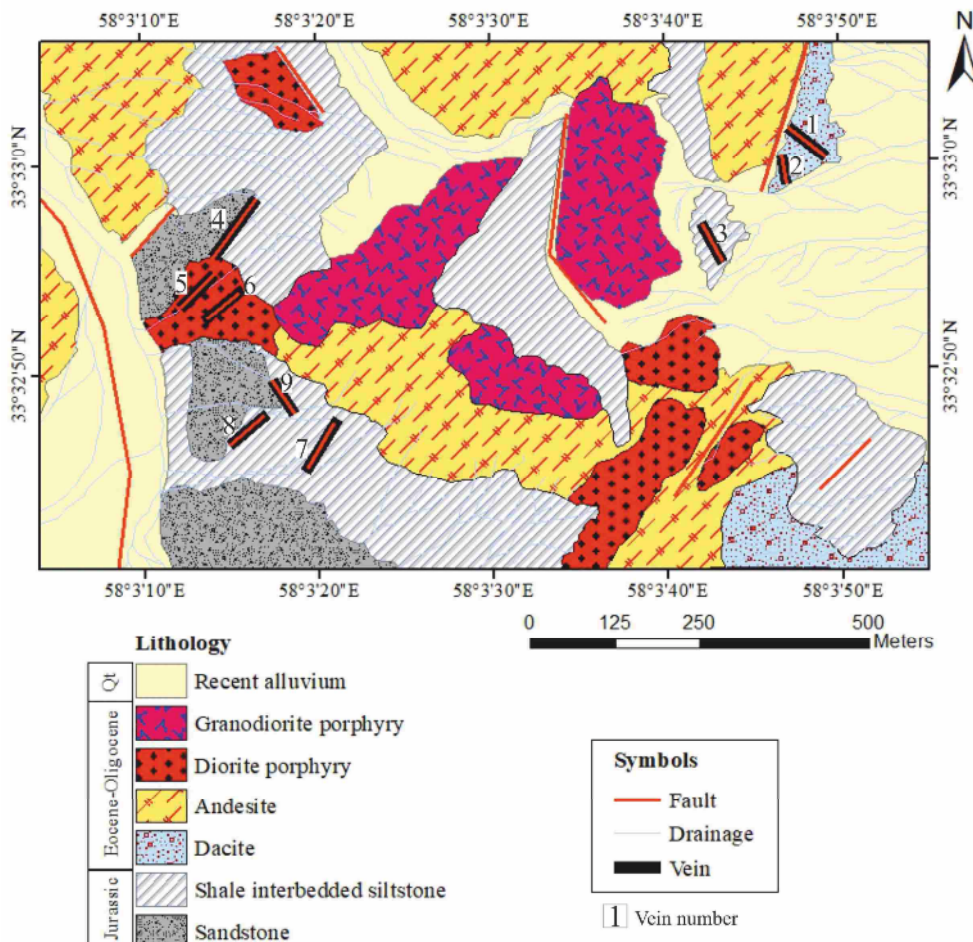 58°3'10"E 58°3'20"E 58°3'30"E 58°3'40"E 58°3'50"E
N
33°33'0"N 33°33'0"N
33°32'50"N 33°32'50"N
1
2
3
4
5
6
9
8
7
58°3'10"E 58°3'20"E 58°3'30"E 58°3'40"E 58°3'50"E
0 125 250 500
Meters
Lithology
Qt
Recent alluvium
Eocene-Oligocene
Granodiorite porphyry
Diorite porphyry
Andesite
Dacite
Jurassic
Shale interbedded siltstone
Sandstone
Symbols
Fault
Drainage
Vein
1 Vein number